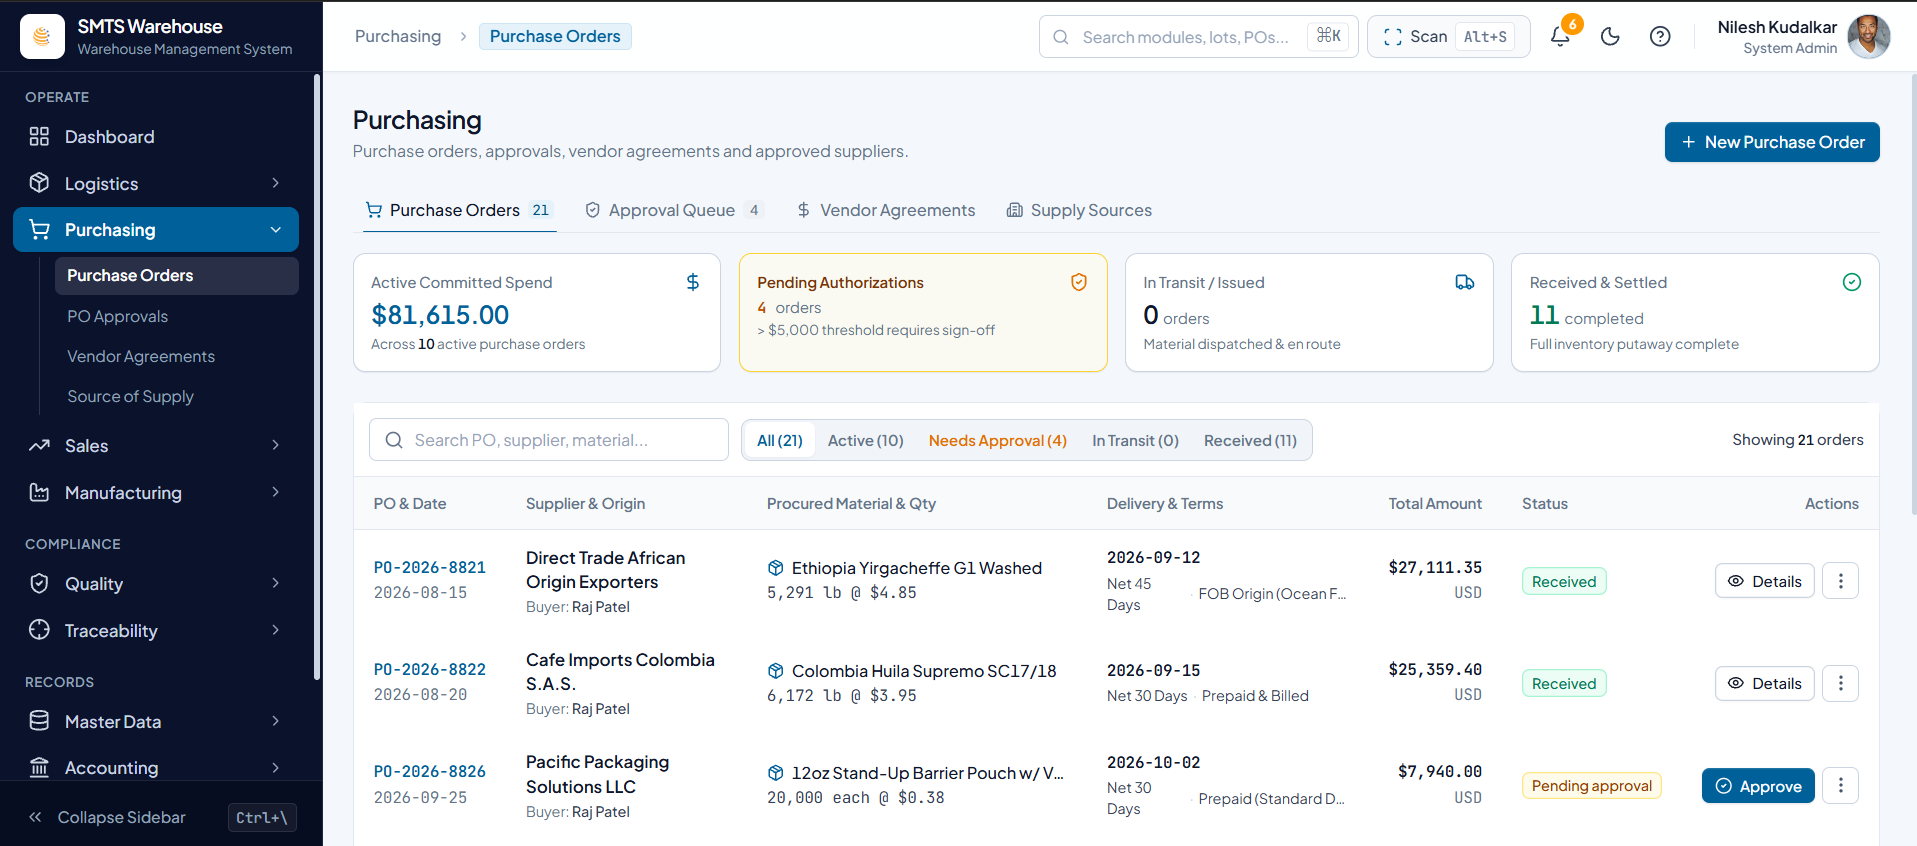 SMTS Warehouse
Warehouse Management System
OPERATE
Dashboard
Logistics
Purchasing
Purchase Orders
PO Approvals
Vendor Agreements
Source of Supply
Sales
Manufacturing
COMPLIANCE
Quality
Traceability
RECORDS
Master Data
Accounting
Collapse Sidebar Ctrl+\
Purchasing > Purchase Orders
Search modules, lots, POs... ⌘K
Scan Alt+S
6
Nilesh Kudalkar
System Admin
Purchasing
Purchase orders, approvals, vendor agreements and approved suppliers.
+ New Purchase Order
Purchase Orders 21 Approval Queue 4 Vendor Agreements Supply Sources
Active Committed Spend
$81,615.00
Across 10 active purchase orders
Pending Authorizations
4 orders
> $5,000 threshold requires sign-off
In Transit / Issued
0 orders
Material dispatched & en route
Received & Settled
11 completed
Full inventory putaway complete
Search PO, supplier, material...
All (21) Active (10) Needs Approval (4) In Transit (0) Received (11)
Showing 21 orders
PO & Date Supplier & Origin Procured Material & Qty Delivery & Terms Total Amount Status Actions
PO-2026-8821
2026-08-15
Direct Trade African
Origin Exporters
Buyer: Raj Patel
Ethiopia Yirgacheffe G1 Washed
5,291 lb @ $4.85
2026-09-12
Net 45
Days
· FOB Origin (Ocean F...
$27,111.35
USD
Received
Details
PO-2026-8822
2026-08-20
Cafe Imports Colombia
S.A.S.
Buyer: Raj Patel
Colombia Huila Supremo SC17/18
6,172 lb @ $3.95
2026-09-15
Net 30 Days · Prepaid & Billed
$25,359.40
USD
Received
Details
PO-2026-8826
2026-09-25
Pacific Packaging
Solutions LLC
Buyer: Raj Patel
12oz Stand-Up Barrier Pouch w/ V...
20,000 each @ $0.38
2026-10-02
Net 30
Days
· Prepaid (Standard D...
$7,940.00
USD
Pending approval
Approve